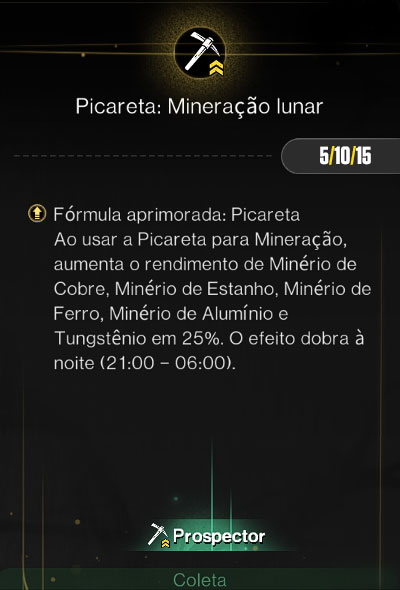 Picareta: Mineração lunar
5/10/15
Fórmula aprimorada: Picareta
Ao usar a Picareta para Mineração,
aumenta o rendimento de Minério de
Cobre, Minério de Estanho, Minério de
Ferro, Minério de Alumínio e
Tungstênio em 25%. O efeito dobra à
noite (21:00 – 06:00).
Prospector
Coleta